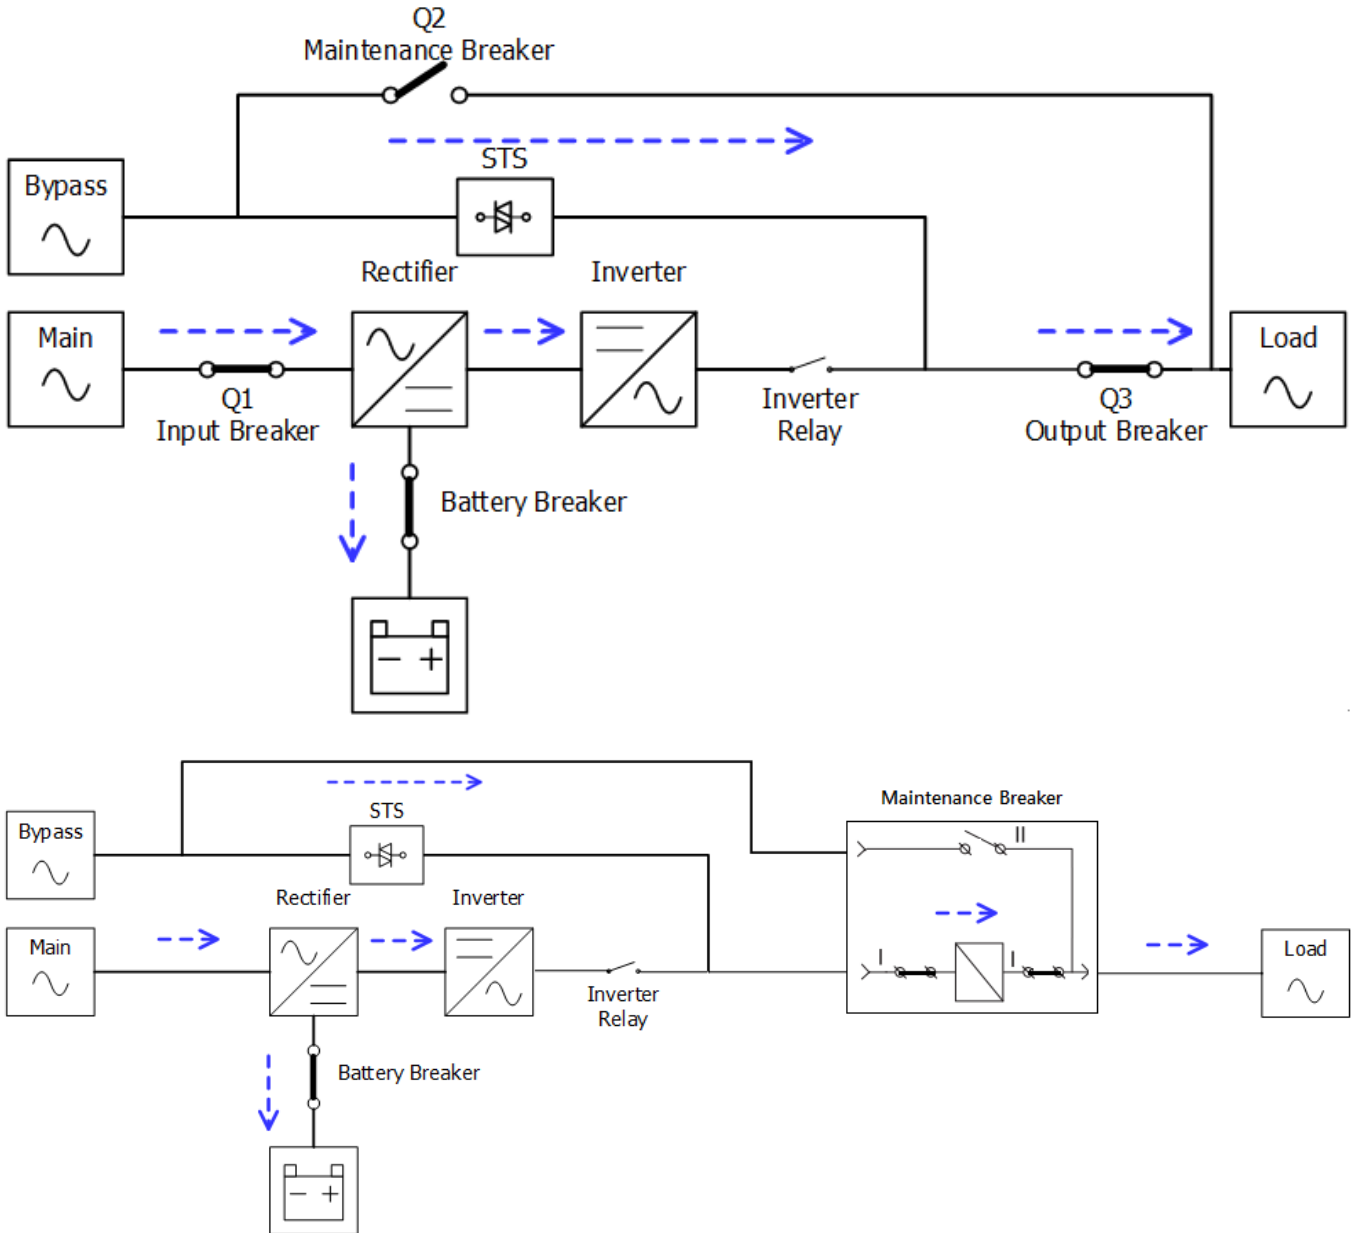 Q2
Maintenance Breaker
STS
Bypass
Rectifier
Inverter
Main
Load
Q1
Input Breaker
Inverter
Relay
Q3
Output Breaker
Battery Breaker
− +
Maintenance Breaker
STS
Bypass
II
Rectifier
Inverter
Main
I
I
Load
Inverter
Relay
Battery Breaker
− +